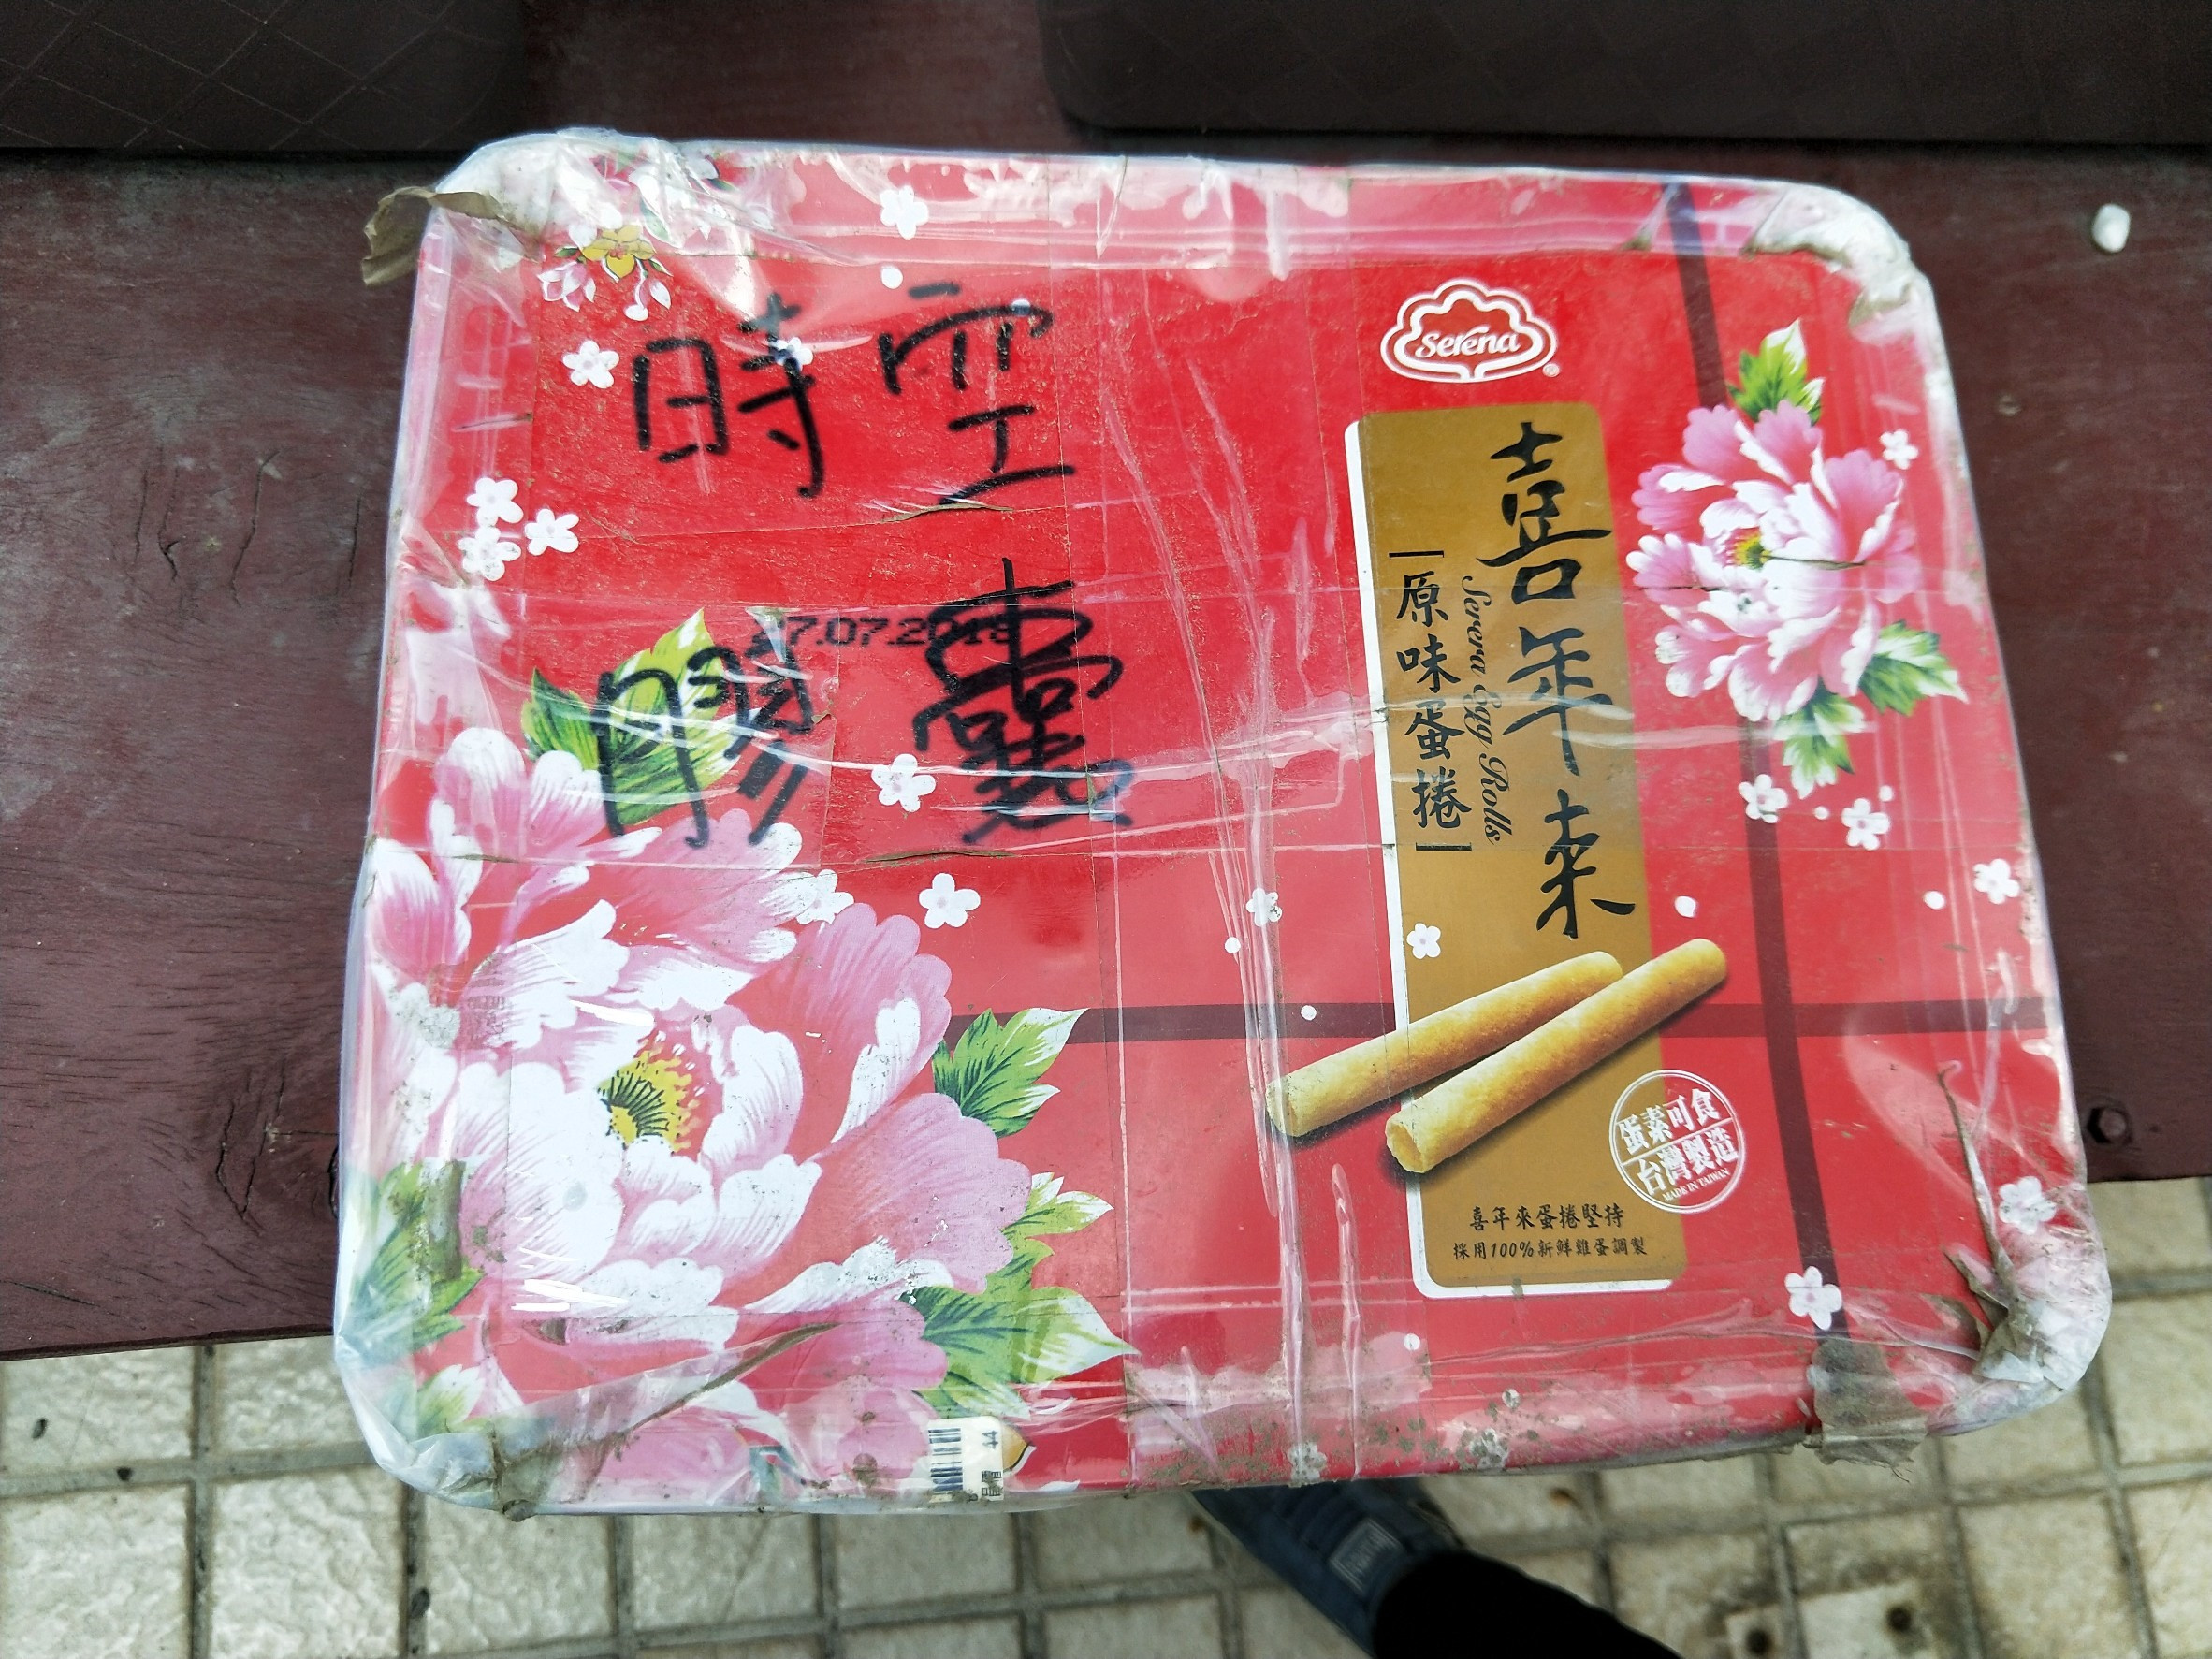 時空
膠囊
Serena
喜年來
Serena Egg Rolls
原味蛋捲
蛋素可食
台灣製造
MADE IN TAIWAN
喜年來蛋捲堅持
採用100%新鮮雞蛋調製